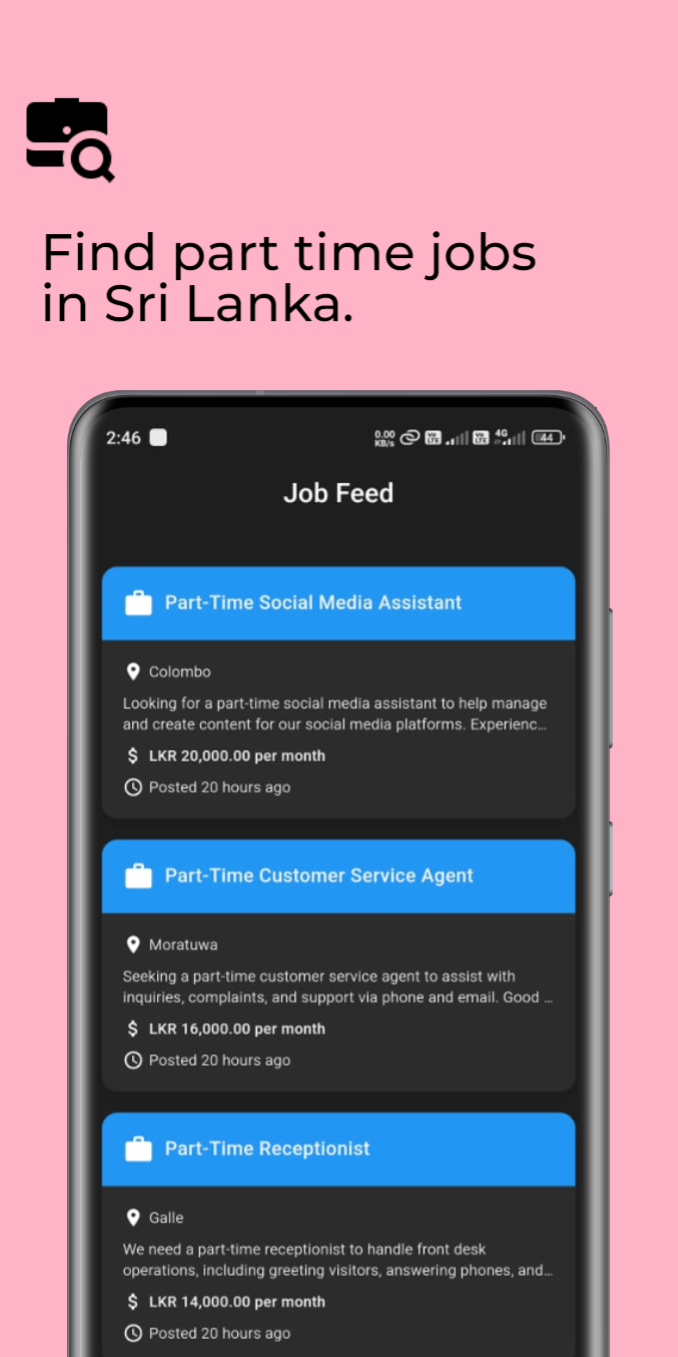 Find part time jobs
in Sri Lanka.
2:46 0.00 KB/s Vo LTE Vo LTE 4G 44
Job Feed
Part-Time Social Media Assistant
Colombo
Looking for a part-time social media assistant to help manage
and create content for our social media platforms. Experienc...
$ LKR 20,000.00 per month
Posted 20 hours ago
Part-Time Customer Service Agent
Moratuwa
Seeking a part-time customer service agent to assist with
inquiries, complaints, and support via phone and email. Good ...
$ LKR 16,000.00 per month
Posted 20 hours ago
Part-Time Receptionist
Galle
We need a part-time receptionist to handle front desk
operations, including greeting visitors, answering phones, and...
$ LKR 14,000.00 per month
Posted 20 hours ago